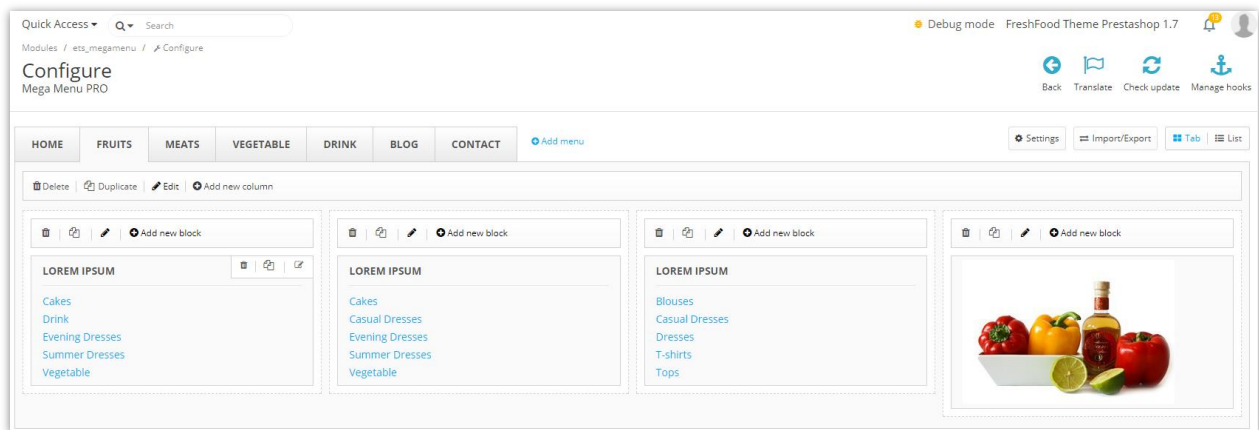 Quick Access Search Debug mode FreshFood Theme Prestashop 1.7 13
Modules / ets_megamenu / Configure
Configure
Mega Menu PRO
Back Translate Check update Manage hooks
HOME FRUITS MEATS VEGETABLE DRINK BLOG CONTACT Add menu Settings Import/Export Tab List
Delete Duplicate Edit Add new column
Add new block Add new block Add new block Add new block
LOREM IPSUM
Cakes
Drink
Evening Dresses
Summer Dresses
Vegetable
LOREM IPSUM
Cakes
Casual Dresses
Evening Dresses
Summer Dresses
Vegetable
LOREM IPSUM
Blouses
Casual Dresses
Dresses
T-shirts
Tops